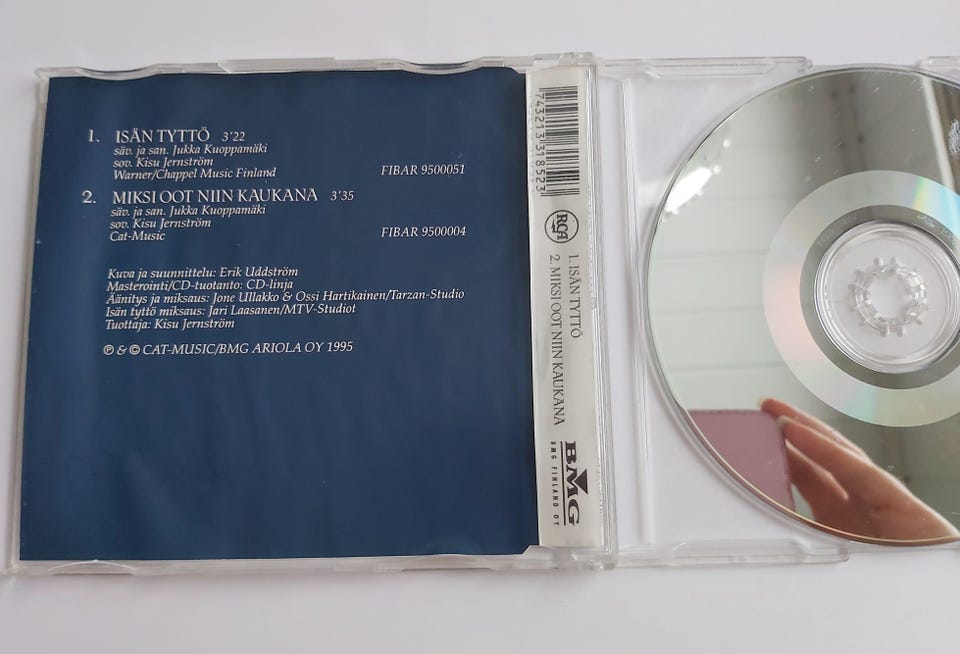 1. ISÄN TYTTÖ 3'22
säv. ja san. Jukka Kuoppamäki
sov. Kisu Jernström
Warner/Chappel Music Finland FIBAR 9500051
2. MIKSI OOT NIIN KAUKANA 3'35
säv. ja san. Jukka Kuoppamäki
sov. Kisu Jernström
Cat-Music FIBAR 9500004
Kuva ja suunnittelu: Erik Uddström
Masterointi/CD-tuotanto: CD-linja
Äänitys ja miksaus: Jone Ullakko & Ossi Hartikainen/Tarzan-Studio
Isän tyttö miksaus: Jari Laasanen/MTV-Studiot
Tuottaja: Kisu Jernström
℗ & © CAT-MUSIC/BMG ARIOLA OY 1995
743213 318523
RCA
1. ISÄN TYTTÖ
2. MIKSI OOT NIIN KAUKANA
BMG
BMG FINLAND OY